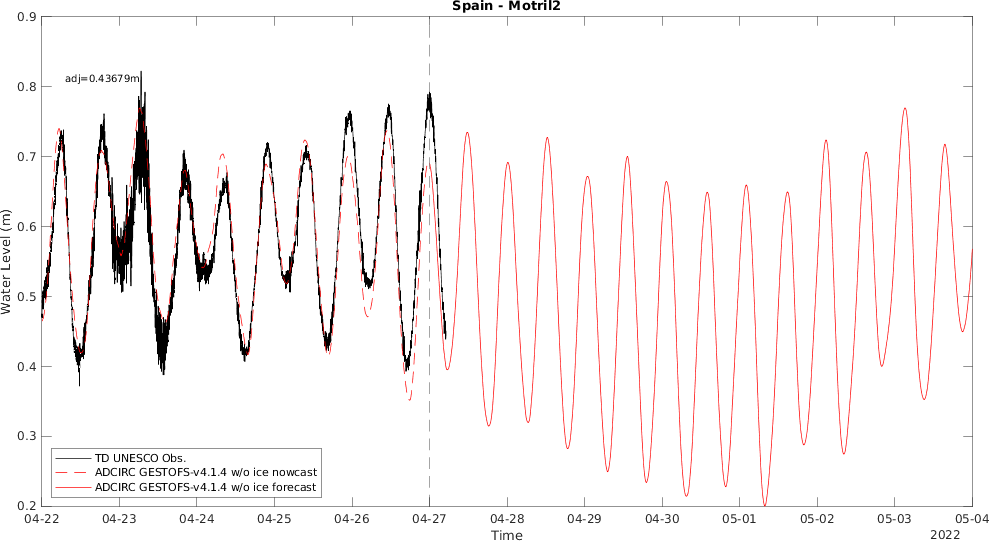 Spain - Motril2
0.9
0.8
0.7
0.6
0.5
0.4
0.3
0.2
Water Level (m)
adj=0.43679m
TD UNESCO Obs.
ADCIRC GESTOFS-v4.1.4 w/o ice nowcast
ADCIRC GESTOFS-v4.1.4 w/o ice forecast
04-22 04-23 04-24 04-25 04-26 04-27 04-28 04-29 04-30 05-01 05-02 05-03 05-04
Time
2022